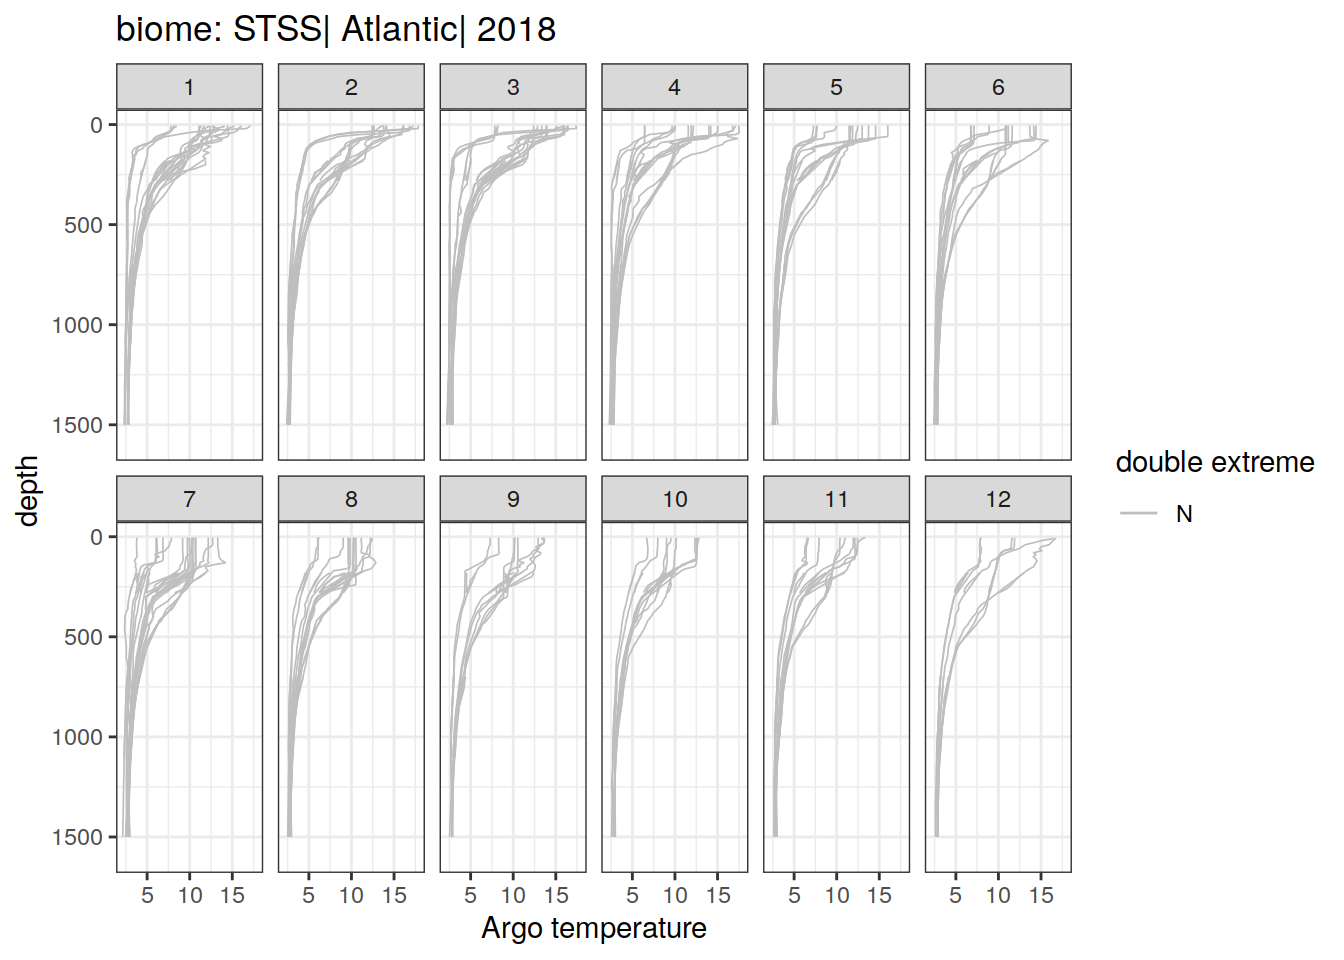 biome: STSS| Atlantic| 2018
1 2 3 4 5 6
0
500
1000
1500
depth
7 8 9 10 11 12
0
500
1000
1500
5 10 15 5 10 15 5 10 15 5 10 15 5 10 15 5 10 15
Argo temperature
double extreme
N